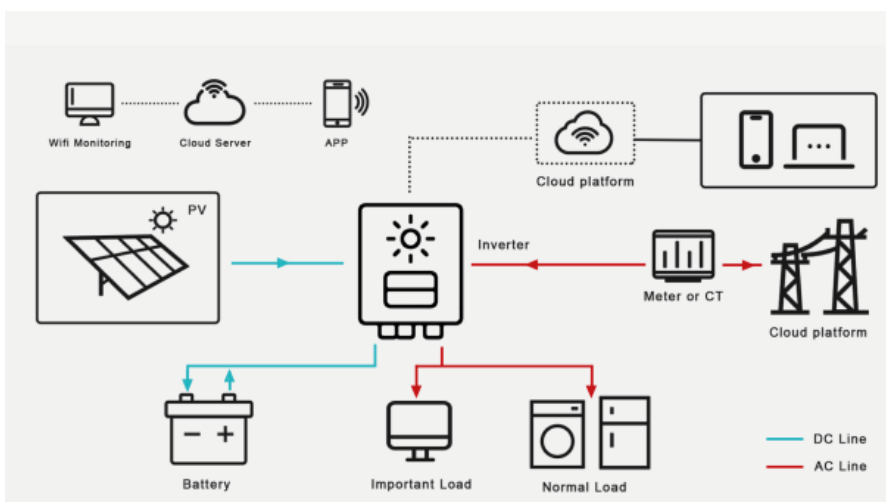 Wifi Monitoring
Cloud Server
APP
Cloud platform
PV
Inverter
Meter or CT
Cloud platform
Battery
Important Load
Normal Load
DC Line
AC Line